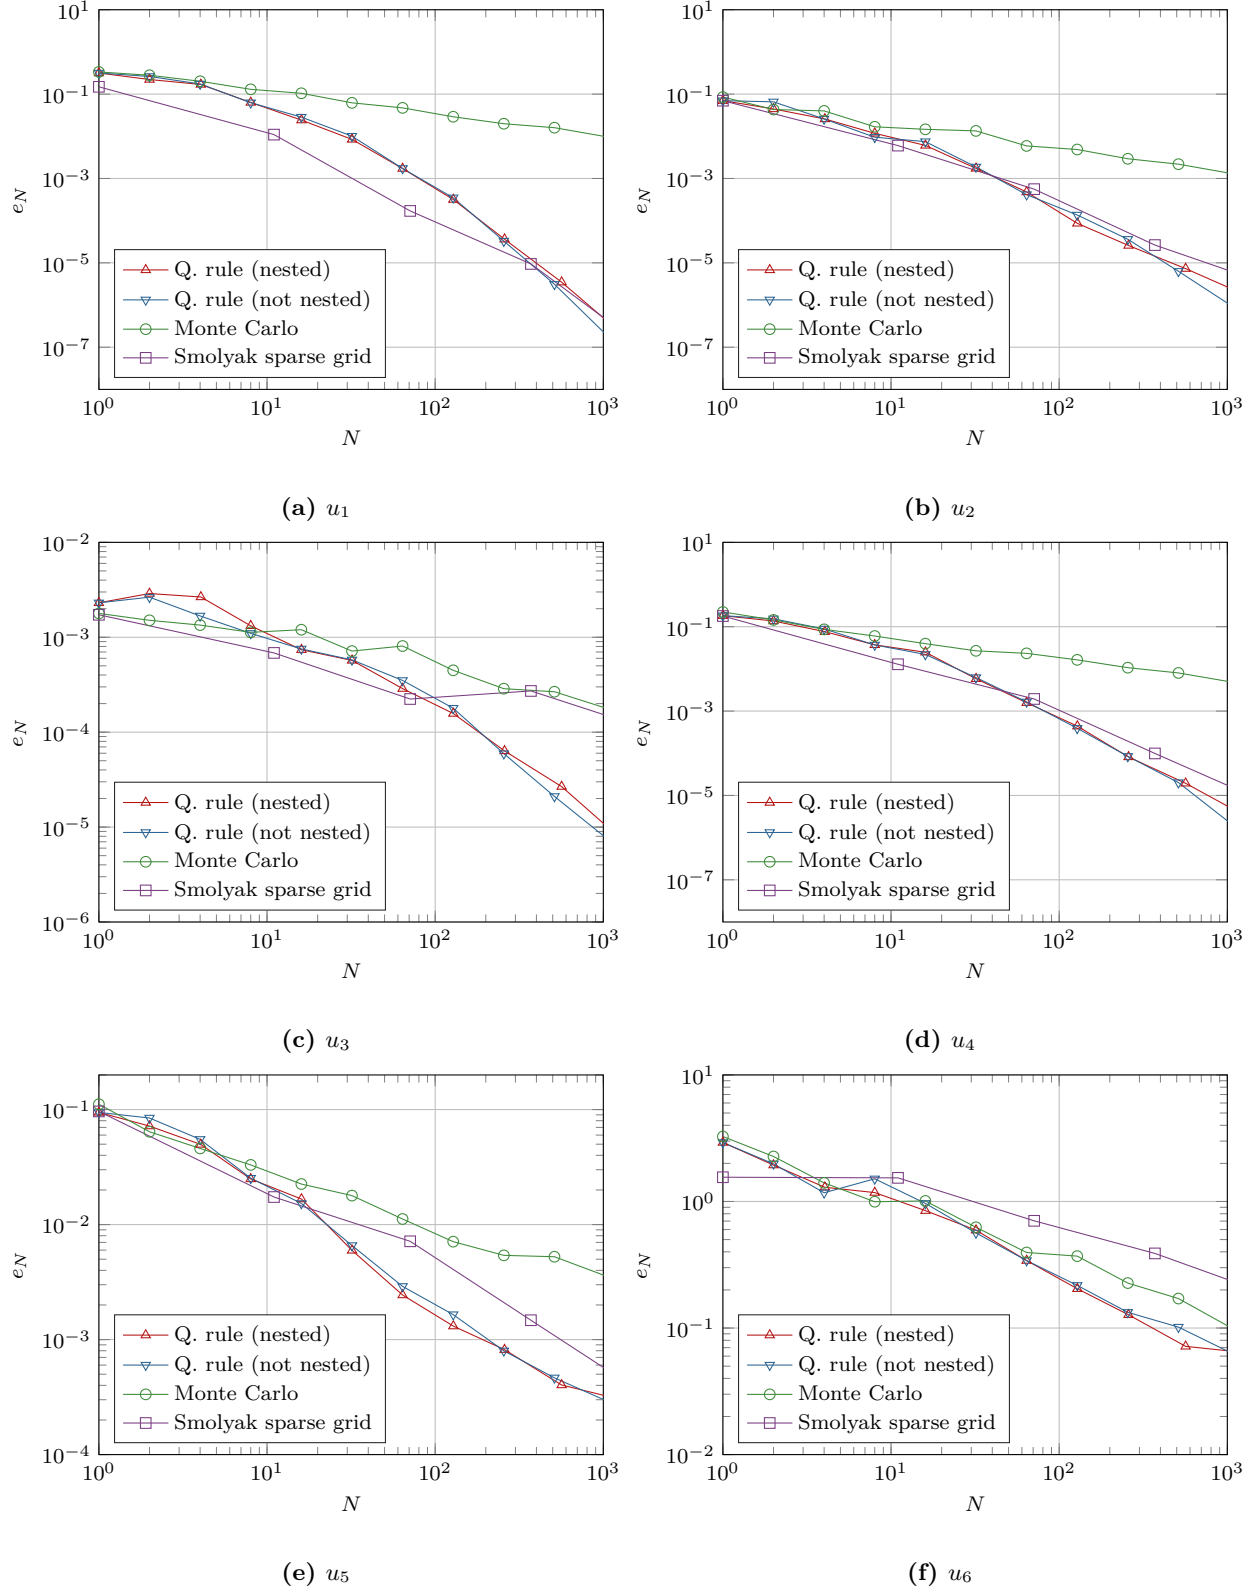 10^1
10^{-1}
10^{-3}
10^{-5}
10^{-7}
e_N
Q. rule (nested)
Q. rule (not nested)
Monte Carlo
Smolyak sparse grid
10^0
10^1
10^2
10^3
N
(a) u_1
10^1
10^{-1}
10^{-3}
10^{-5}
10^{-7}
e_N
Q. rule (nested)
Q. rule (not nested)
Monte Carlo
Smolyak sparse grid
10^0
10^1
10^2
10^3
N
(b) u_2
10^{-2}
10^{-3}
10^{-4}
10^{-5}
10^{-6}
e_N
Q. rule (nested)
Q. rule (not nested)
Monte Carlo
Smolyak sparse grid
10^0
10^1
10^2
10^3
N
(c) u_3
10^1
10^{-1}
10^{-3}
10^{-5}
10^{-7}
e_N
Q. rule (nested)
Q. rule (not nested)
Monte Carlo
Smolyak sparse grid
10^0
10^1
10^2
10^3
N
(d) u_4
10^{-1}
10^{-2}
10^{-3}
10^{-4}
e_N
Q. rule (nested)
Q. rule (not nested)
Monte Carlo
Smolyak sparse grid
10^0
10^1
10^2
10^3
N
(e) u_5
10^1
10^0
10^{-1}
10^{-2}
e_N
Q. rule (nested)
Q. rule (not nested)
Monte Carlo
Smolyak sparse grid
10^0
10^1
10^2
10^3
N
(f) u_6